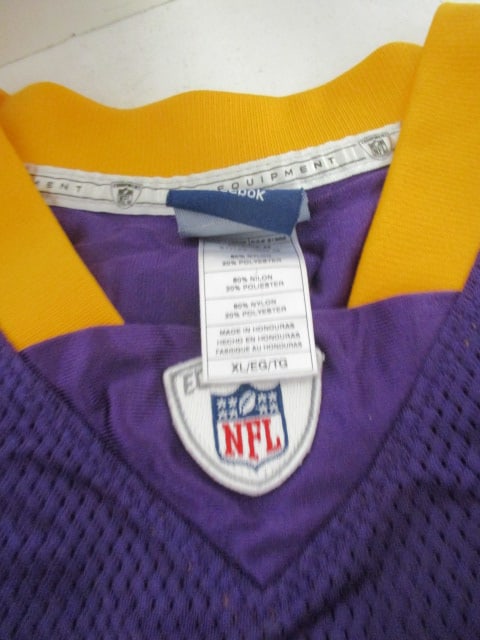 ENT EQUIPMENT
bok
80% NYLON
20% POLYESTER
80% NILON
20% POLIESTER
80% NYLON
20% POLYESTER
MADE IN HONDURAS
HECHO EN HONDURAS
FABRIQUE AU HONDURAS
XL/EG/TG
EQ
NFL